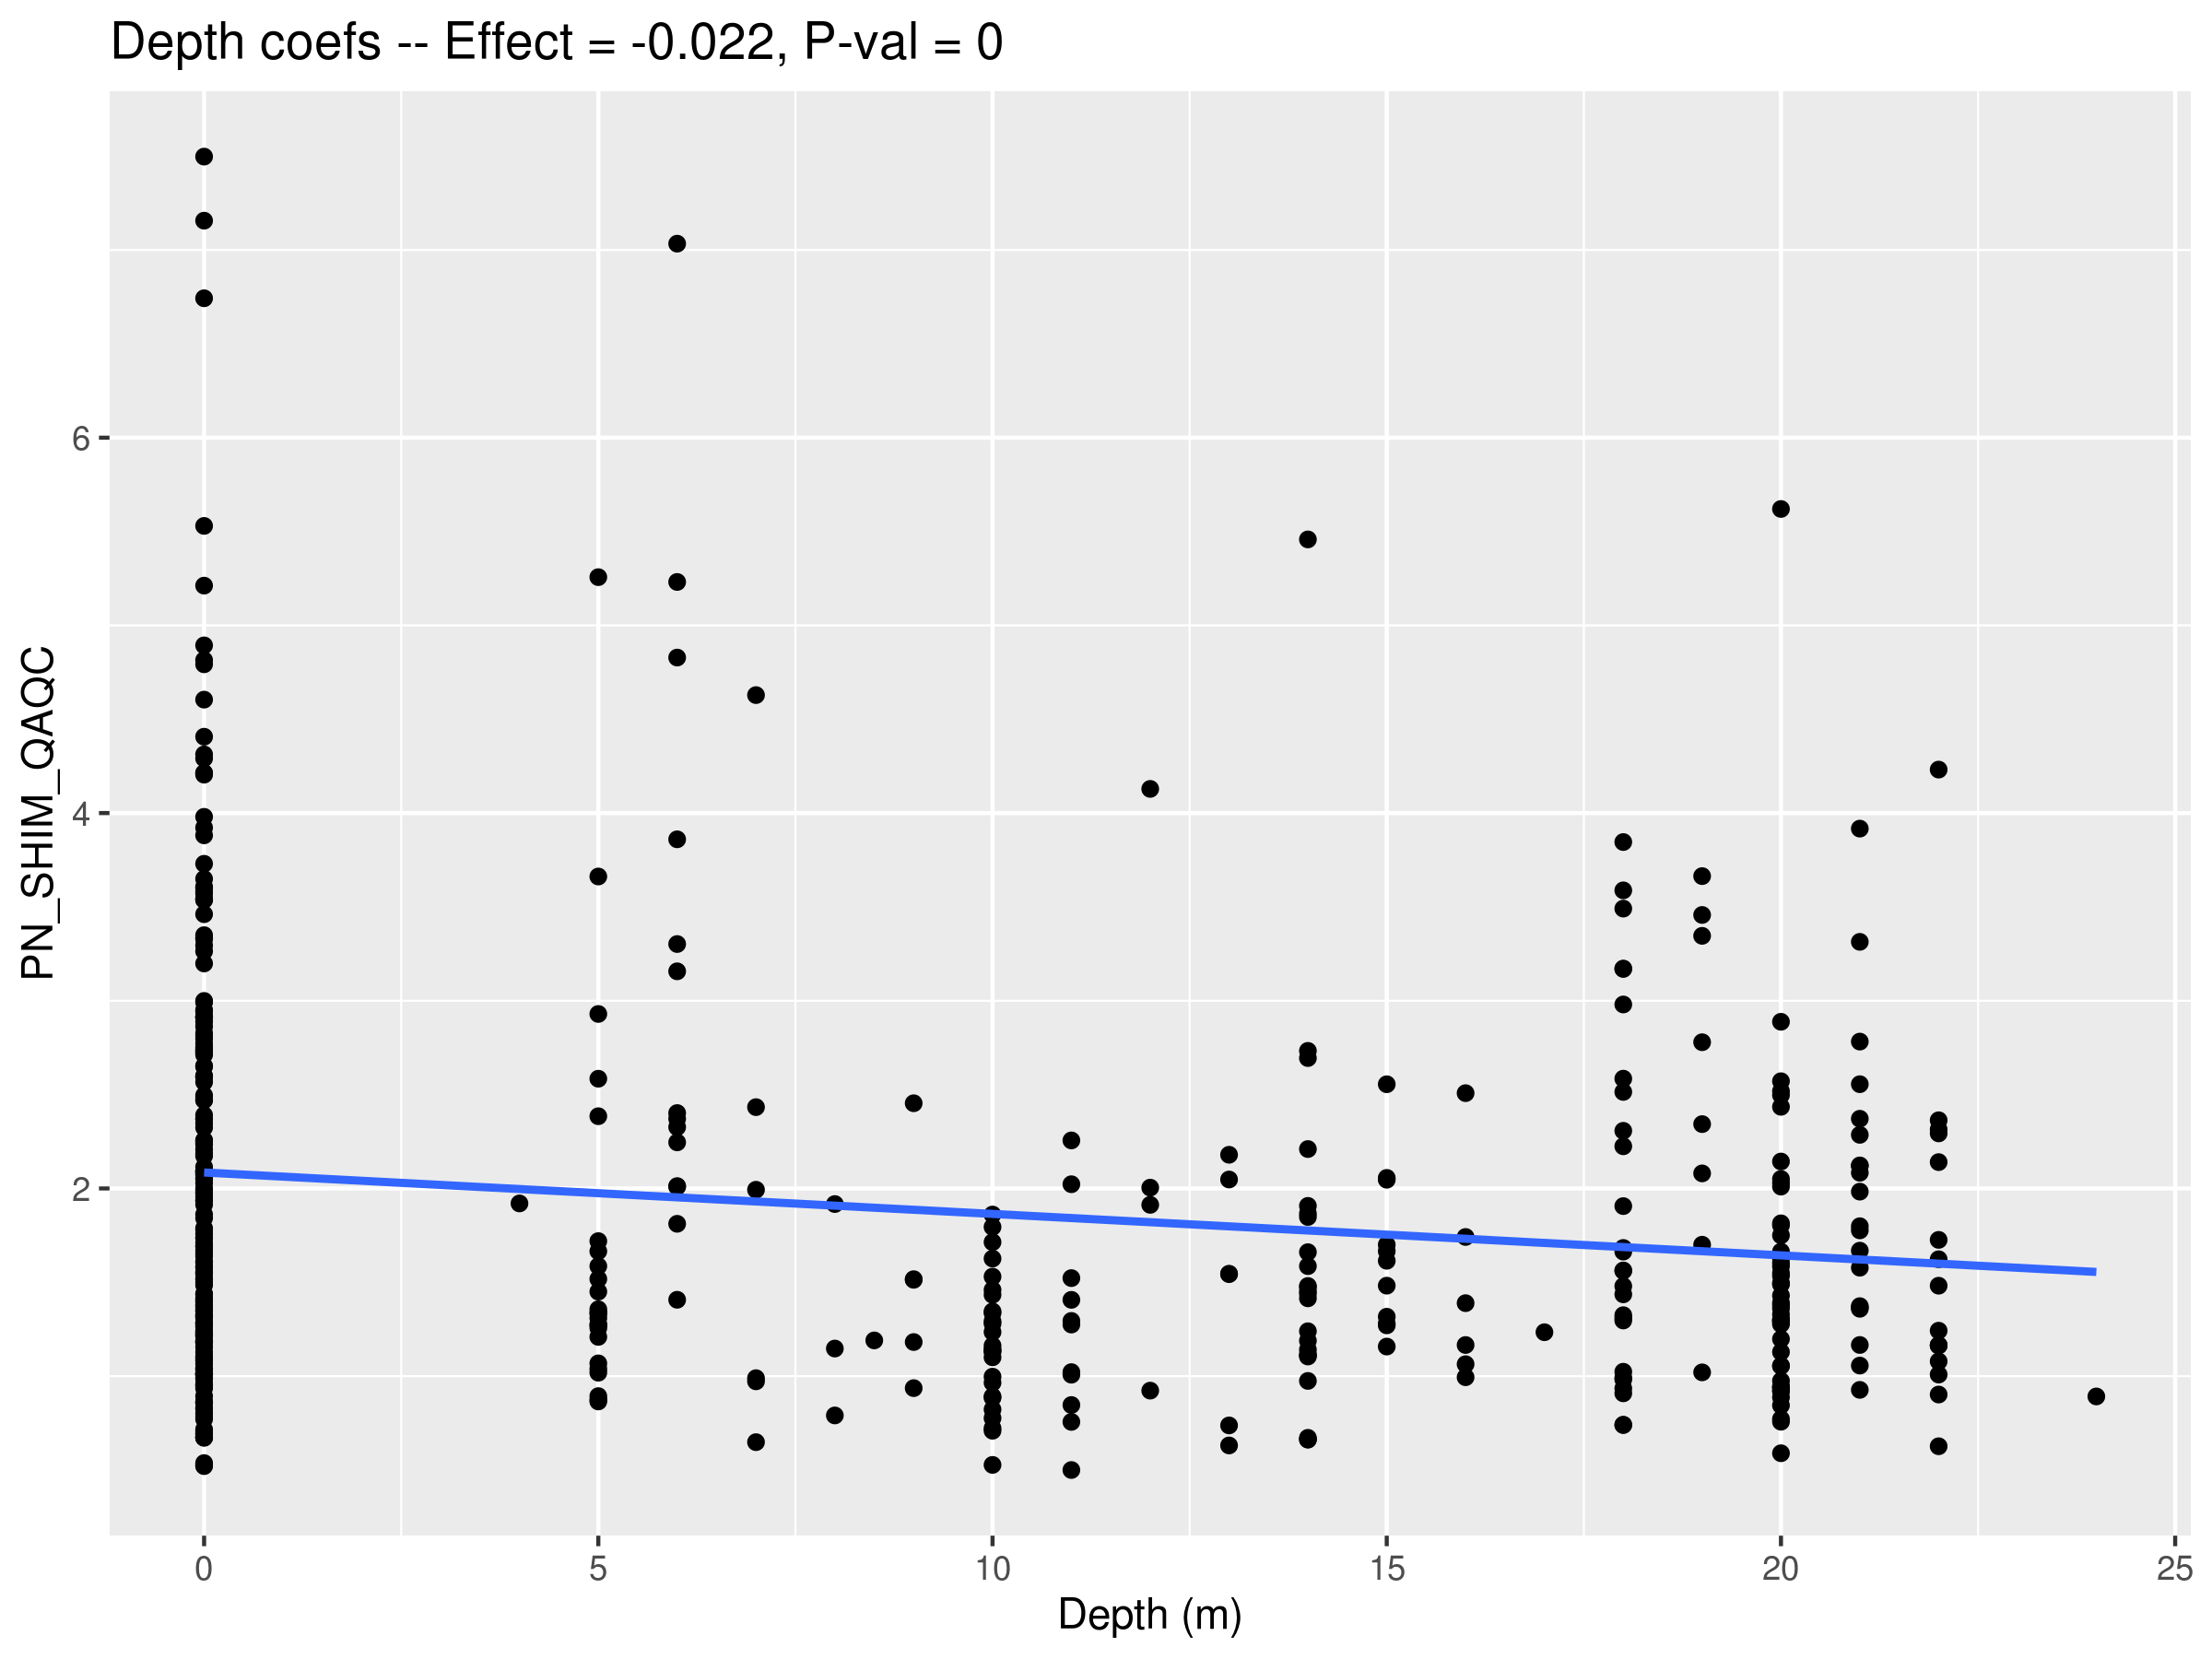 Depth coefs -- Effect = -0.022, P-val = 0
PN_SHIM_QAQC
6
4
2
0 5 10 15 20 25
Depth (m)